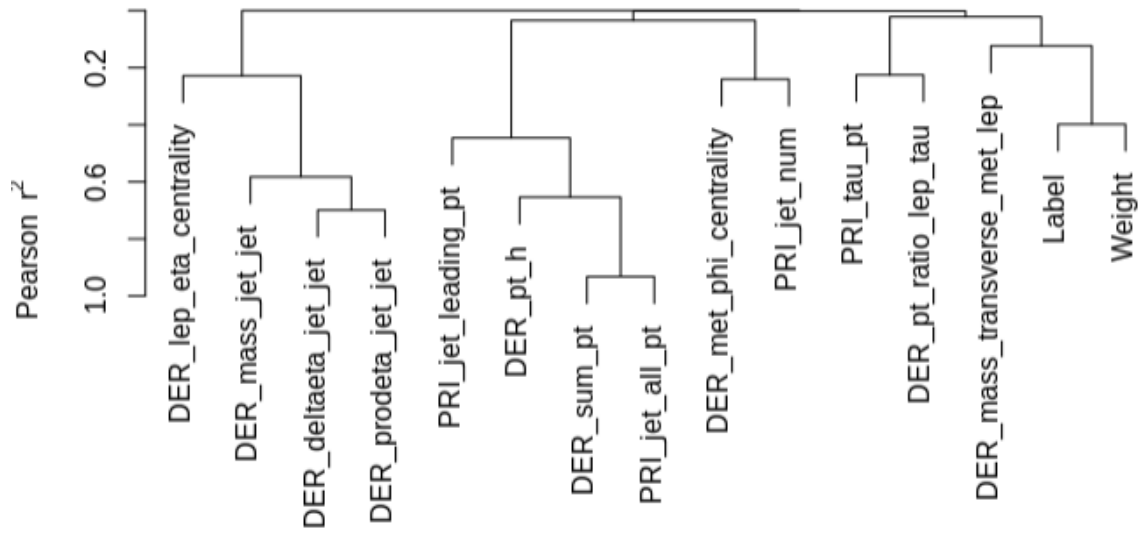 Pearson r²
0.2
0.6
1.0
DER_lep_eta_centrality
DER_mass_jet_jet
DER_deltaeta_jet_jet
DER_prodeta_jet_jet
PRI_jet_leading_pt
DER_pt_h
DER_sum_pt
PRI_jet_all_pt
DER_met_phi_centrality
PRI_jet_num
PRI_tau_pt
DER_pt_ratio_lep_tau
DER_mass_transverse_met_lep
Label
Weight